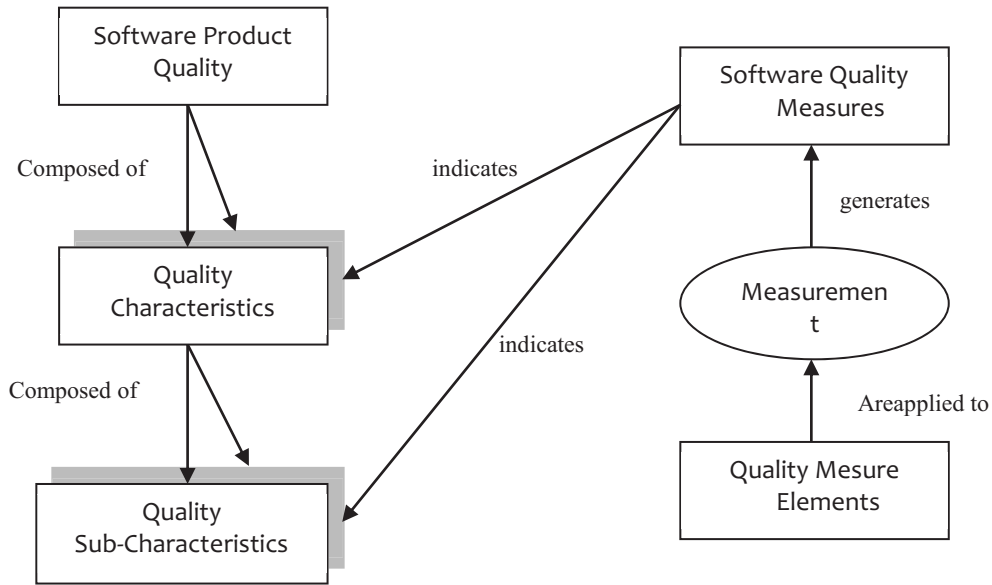 Software Product
Quality
Composed of
Quality
Characteristics
Composed of
Quality
Sub-Characteristics
indicates
indicates
Software Quality
Measures
generates
Measuremen
t
Areapplied to
Quality Mesure
Elements